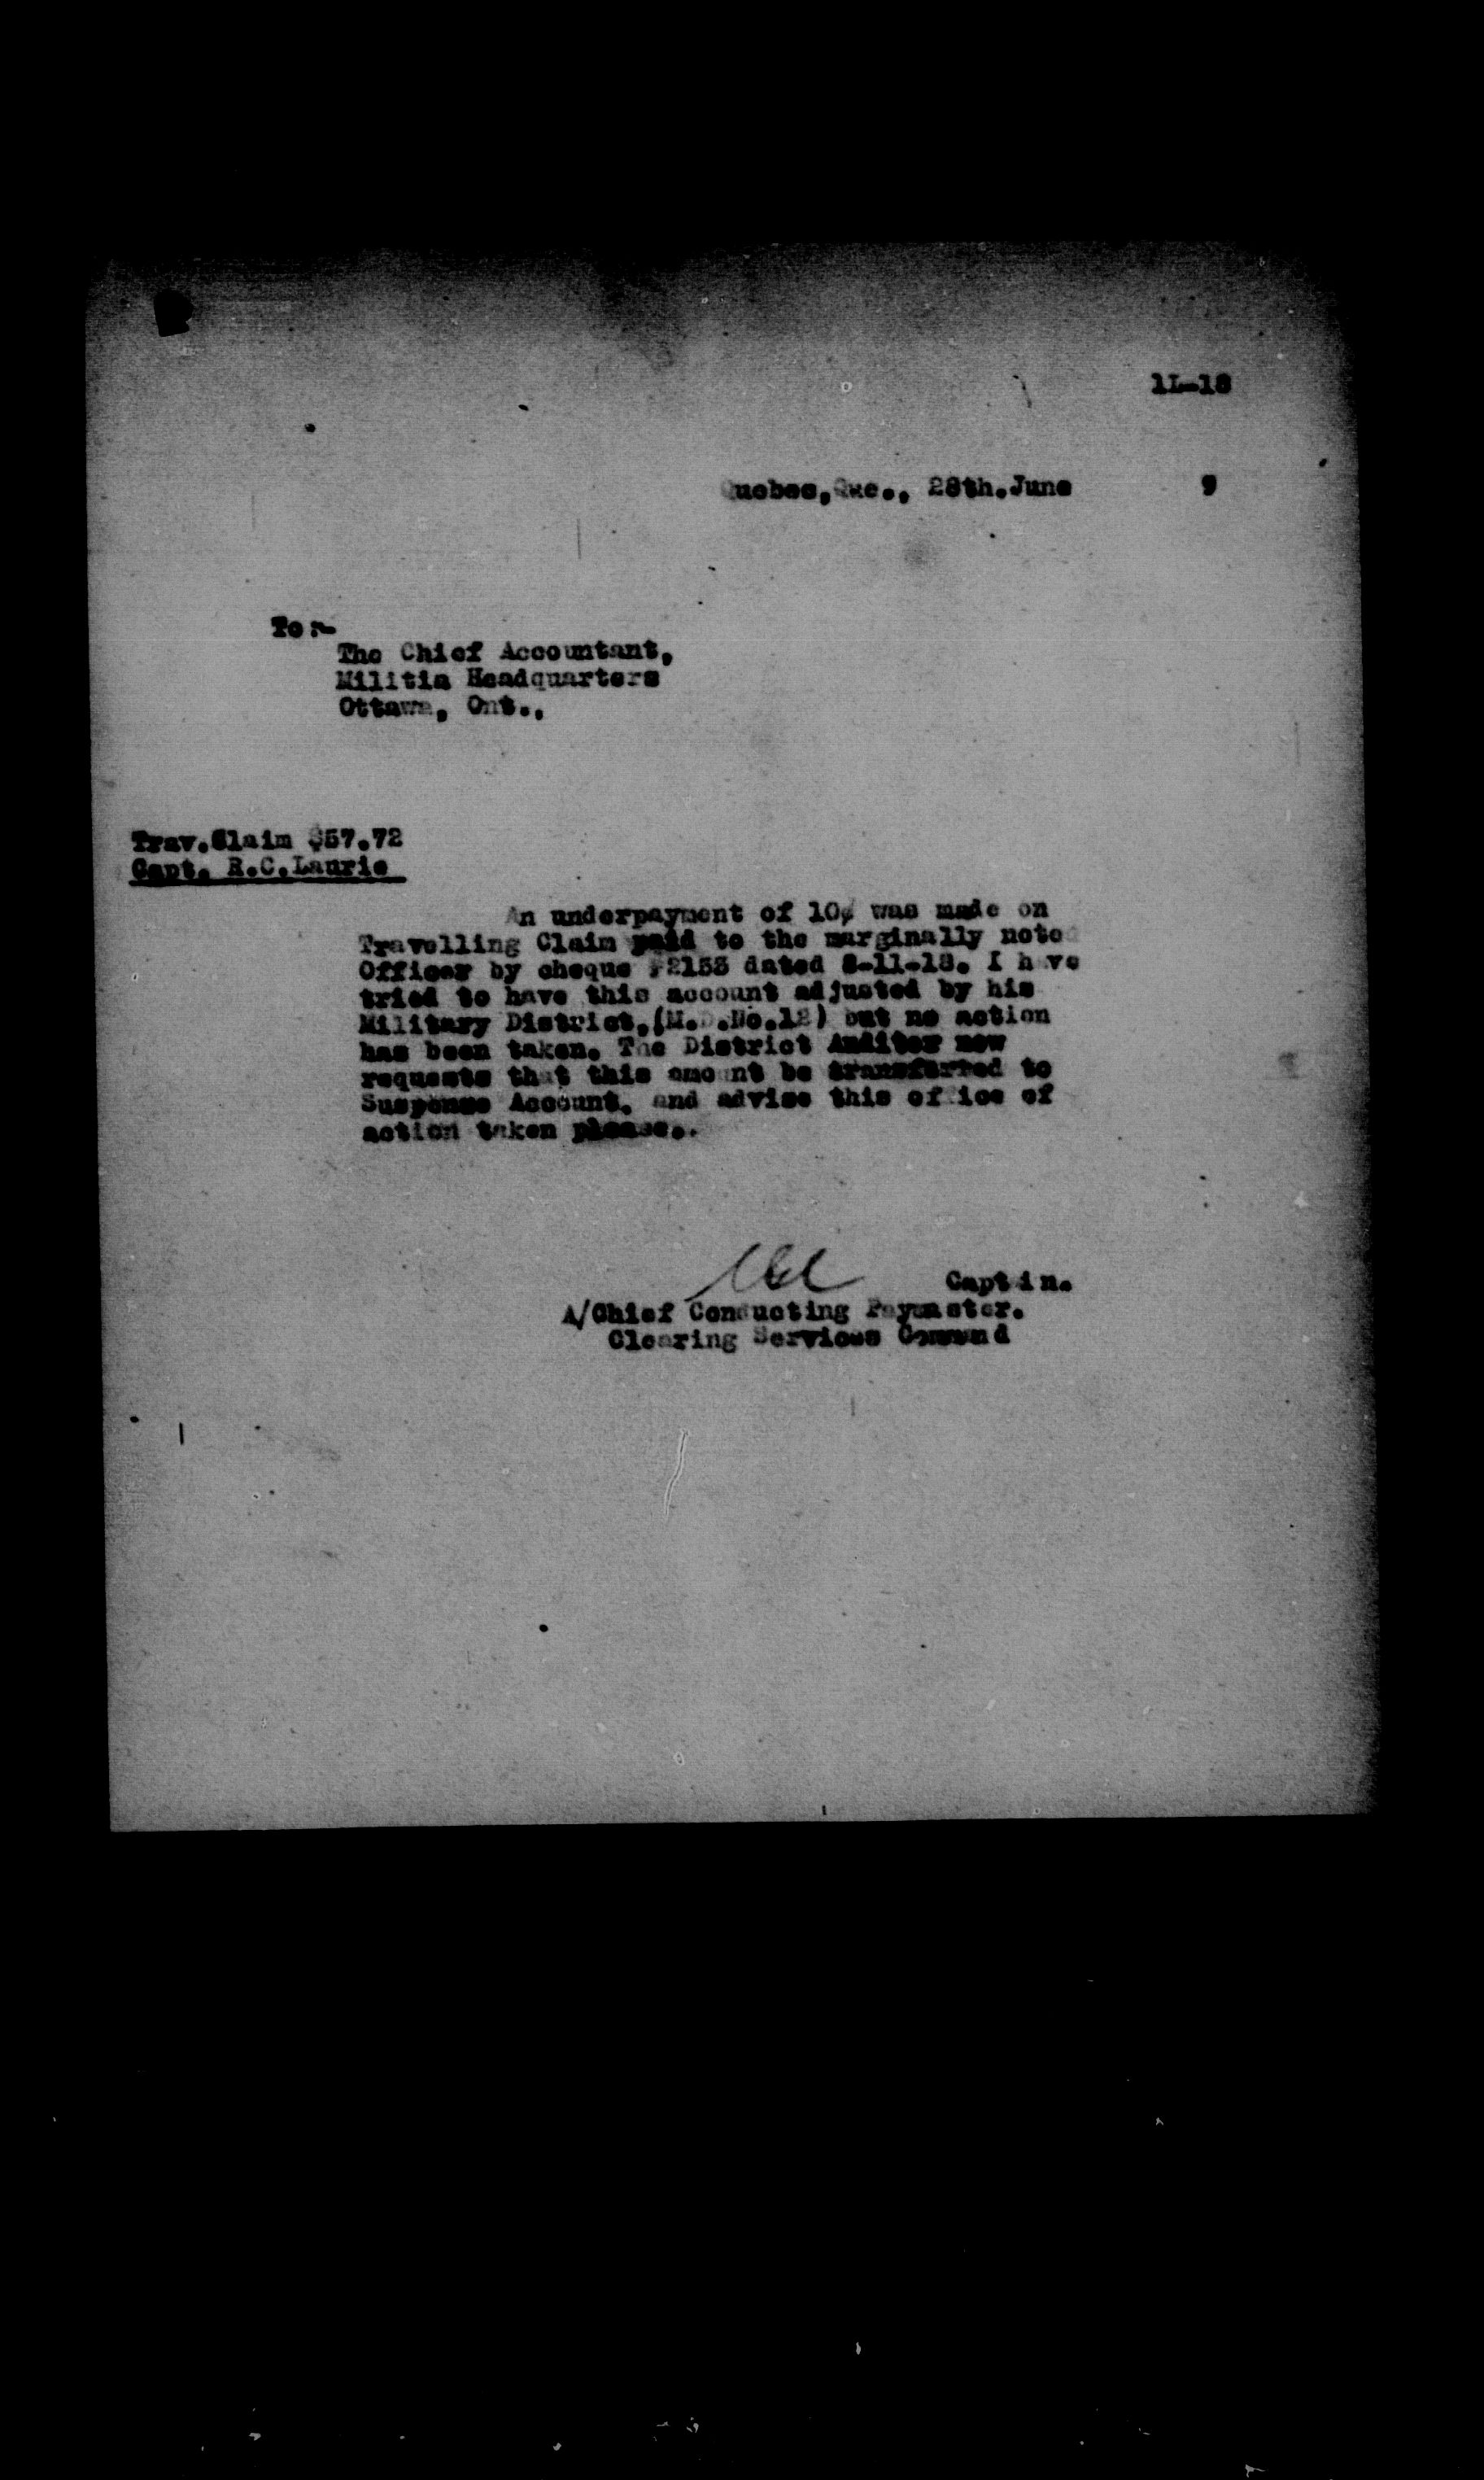 1L-18
Quebec, Que., 28th. June 9
To:-
The Chief Accountant,
Militia Headquarters
Ottawa, Ont.,
Trav. Claim $57.72
Capt. R.C. Laurie
An underpayment of 10¢ was made on
Travelling Claim paid to the marginally noted
Officer by cheque #2153 dated 8-11-18. I have
tried to have this account adjusted by his
Military District, (M.D.No.12) but no action
has been taken. The District Auditor now
requests that this amount be transferred to
Suspense Account, and advise this office of
action taken please..
Captain.
A/Chief Conducting Paymaster.
Clearing Services Command